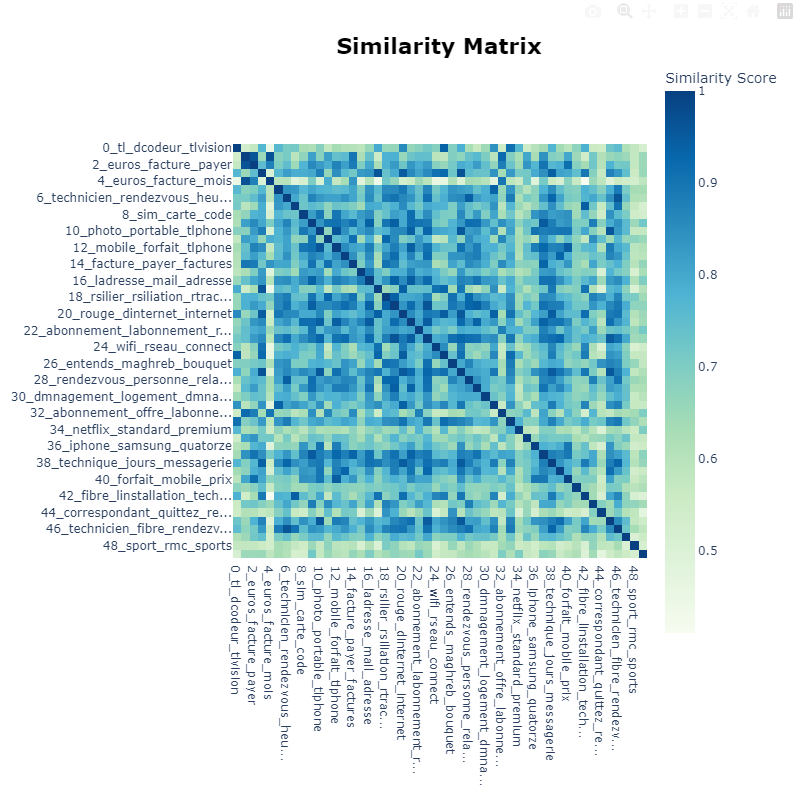 Similarity Matrix
Similarity Score
1
0.9
0.8
0.7
0.6
0.5
0_tl_dcodeur_tlvision
2_euros_facture_payer
4_euros_facture_mois
6_technicien_rendezvous_heu...
8_sim_carte_code
10_photo_portable_tlphone
12_mobile_forfait_tlphone
14_facture_payer_factures
16_ladresse_mail_adresse
18_rsilier_rsiliation_rtrac...
20_rouge_dinternet_internet
22_abonnement_labonnement_r...
24_wifi_rseau_connect
26_entends_maghreb_bouquet
28_rendezvous_personne_rela...
30_dmnagement_logement_dmna...
32_abonnement_offre_labonne...
34_netflix_standard_premium
36_iphone_samsung_quatorze
38_technique_jours_messagerie
40_forfait_mobile_prix
42_fibre_linstallation_tech...
44_correspondant_quittez_re...
46_technicien_fibre_rendezv...
48_sport_rmc_sports
0_tl_dcodeur_tlvision
2_euros_facture_payer
4_euros_facture_mois
6_technicien_rendezvous_heu...
8_sim_carte_code
10_photo_portable_tlphone
12_mobile_forfait_tlphone
14_facture_payer_factures
16_ladresse_mail_adresse
18_rsilier_rsiliation_rtrac...
20_rouge_dinternet_internet
22_abonnement_labonnement_r...
24_wifi_rseau_connect
26_entends_maghreb_bouquet
28_rendezvous_personne_rela...
30_dmnagement_logement_dmna...
32_abonnement_offre_labonne...
34_netflix_standard_premium
36_iphone_samsung_quatorze
38_technique_jours_messagerie
40_forfait_mobile_prix
42_fibre_linstallation_tech...
44_correspondant_quittez_re...
46_technicien_fibre_rendezv...
48_sport_rmc_sports